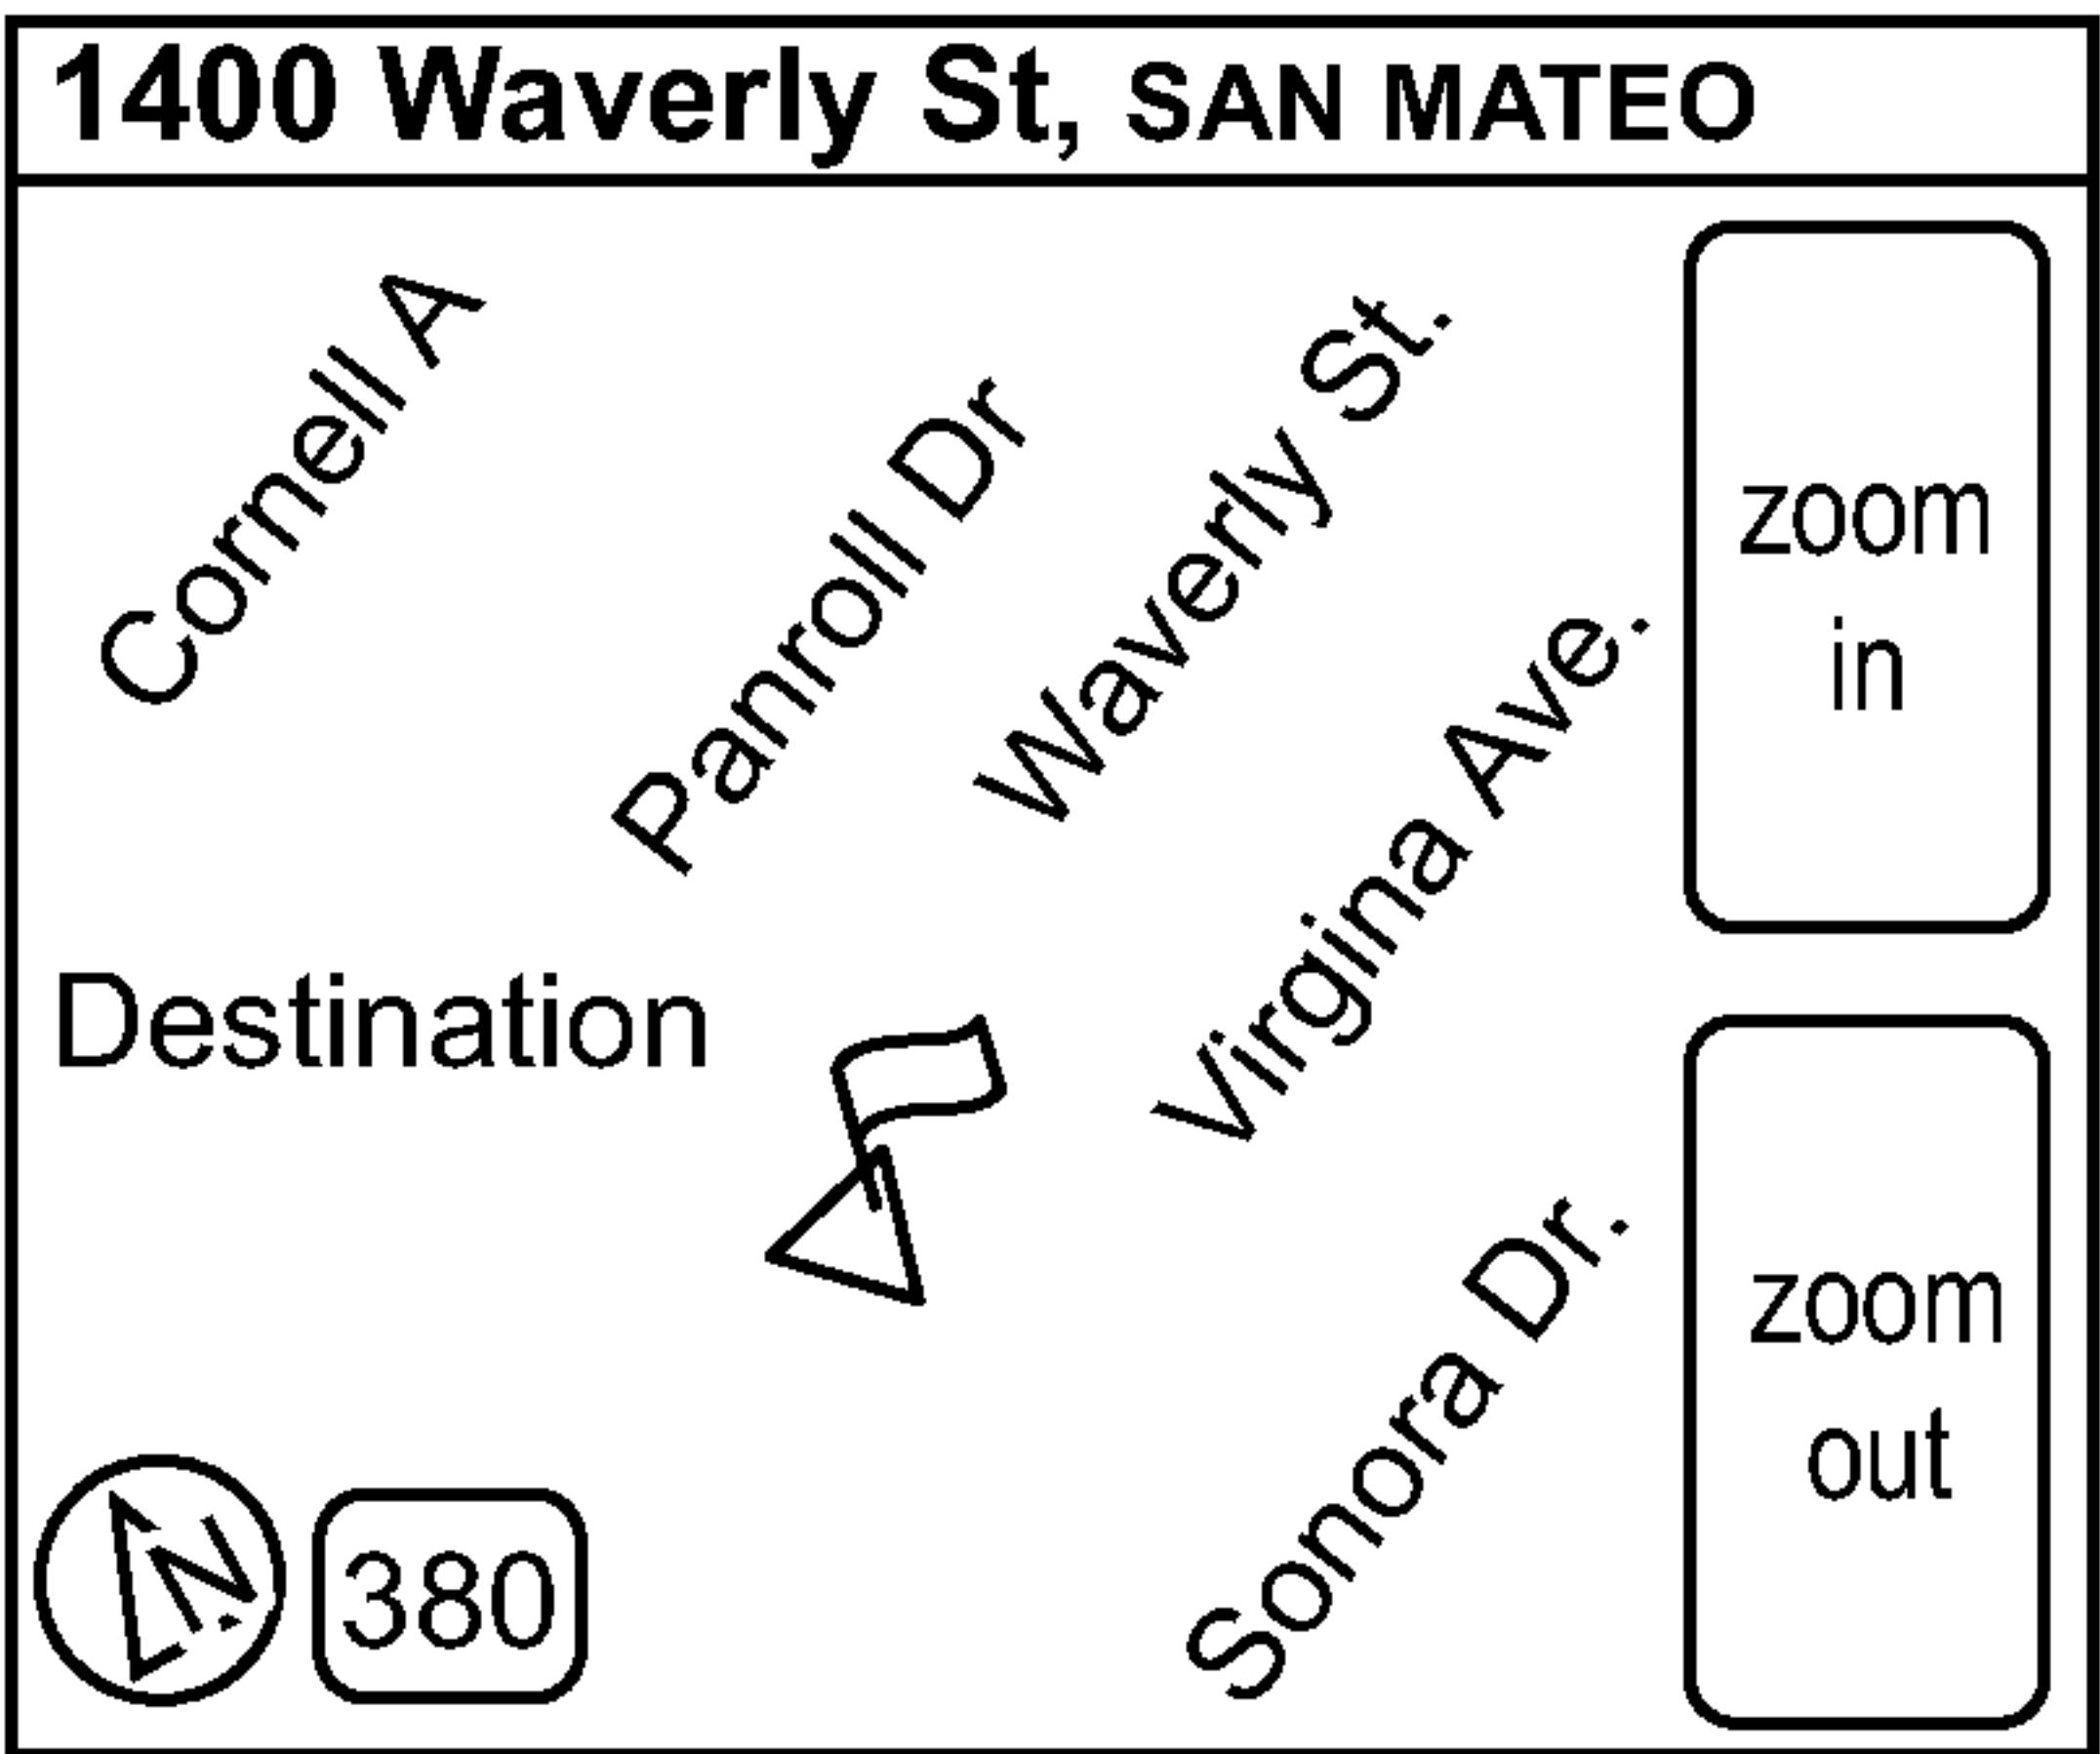 1400 Waverly St, SAN MATEO
Cornell A
Panroll Dr
Waverly St.
Virgina Ave.
Sonora Dr.
Destination
zoom
in
zoom
out
N
380